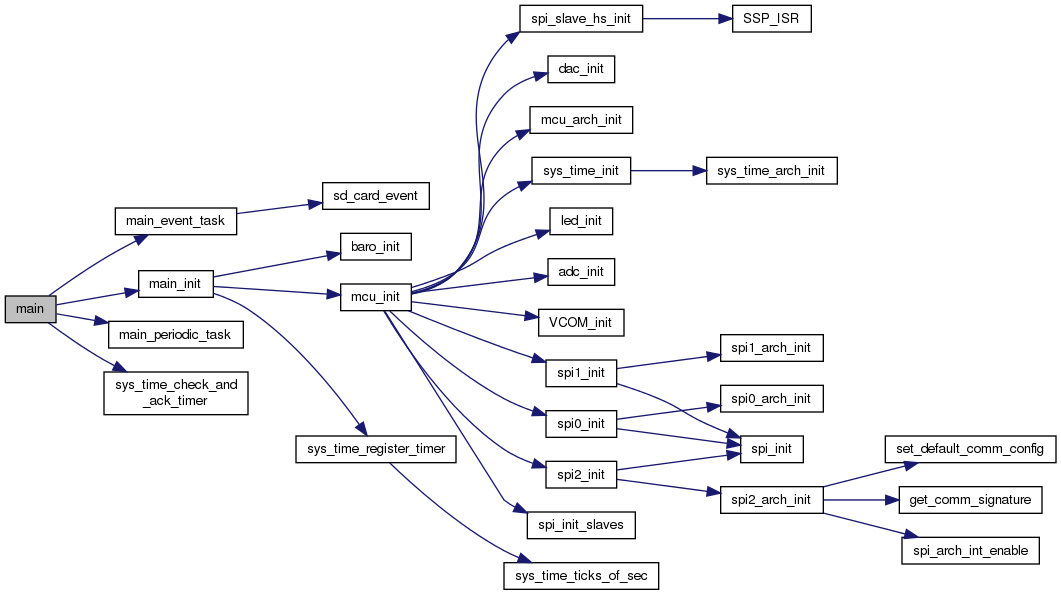 main
main_event_task
sd_card_event
main_init
baro_init
mcu_init
spi_slave_hs_init
SSP_ISR
dac_init
mcu_arch_init
sys_time_init
sys_time_arch_init
led_init
adc_init
VCOM_init
spi1_init
spi1_arch_init
spi0_init
spi0_arch_init
spi_init
spi2_init
spi2_arch_init
set_default_comm_config
get_comm_signature
spi_arch_int_enable
spi_init_slaves
sys_time_register_timer
sys_time_ticks_of_sec
main_periodic_task
sys_time_check_and
_ack_timer